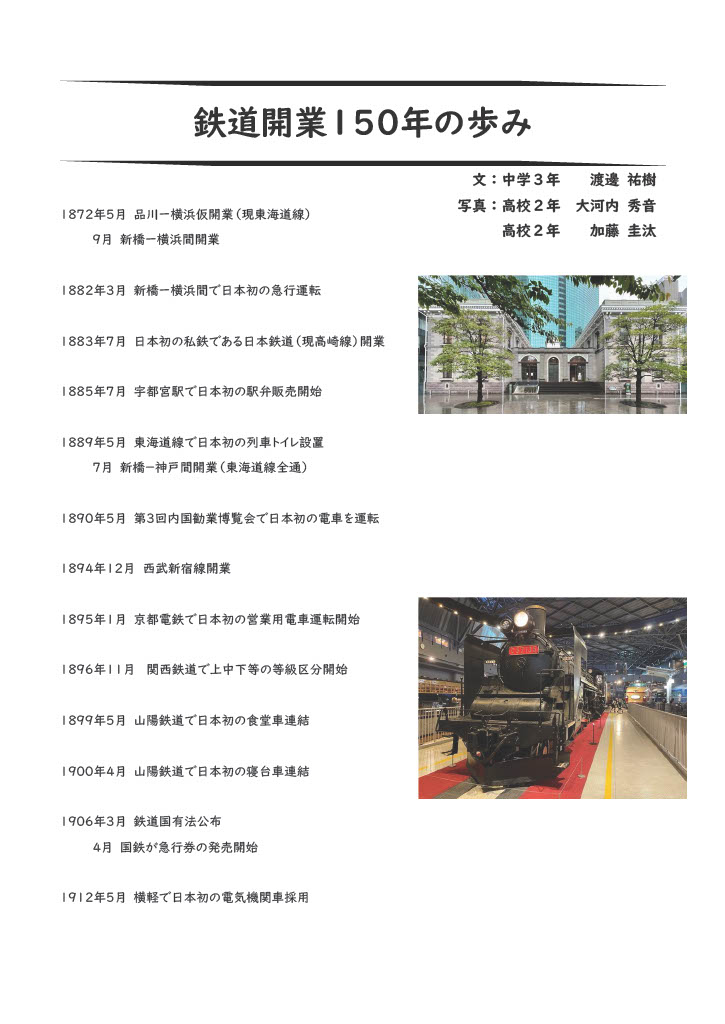 鉄道開業150年の歩み
文：中学3年　渡邊 祐樹
写真：高校2年　大河内 秀音
高校2年　加藤 圭汰
1872年5月 品川ー横浜仮開業（現東海道線）
9月 新橋ー横浜間開業
1882年3月 新橋ー横浜間で日本初の急行運転
1883年7月 日本初の私鉄である日本鉄道（現高崎線）開業
1885年7月 宇都宮駅で日本初の駅弁販売開始
1889年5月 東海道線で日本初の列車トイレ設置
7月 新橋−神戸間開業（東海道線全通）
1890年5月 第3回内国勧業博覧会で日本初の電車を運転
1894年12月 西武新宿線開業
1895年1月 京都電鉄で日本初の営業用電車運転開始
1896年11月 関西鉄道で上中下等の等級区分開始
1899年5月 山陽鉄道で日本初の食堂車連結
1900年4月 山陽鉄道で日本初の寝台車連結
1906年3月 鉄道国有法公布
4月 国鉄が急行券の発売開始
1912年5月 横軽で日本初の電気機関車採用